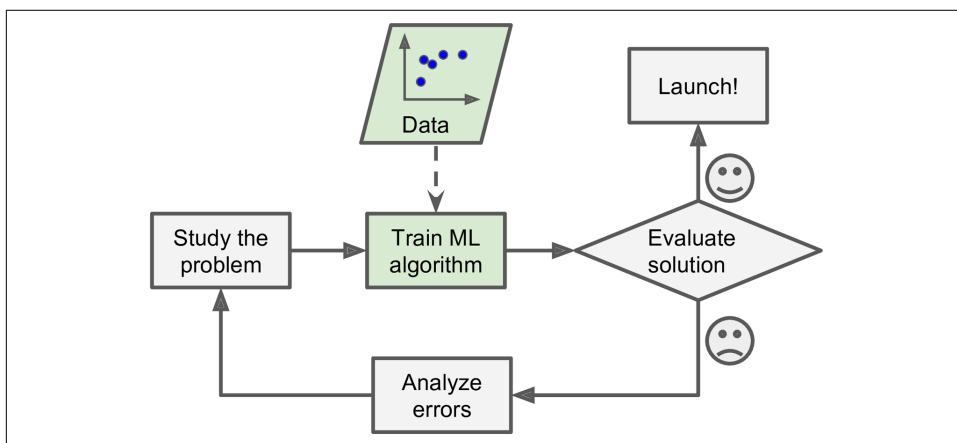 Data
Launch!
Study the
problem
Train ML
algorithm
Evaluate
solution
Analyze
errors